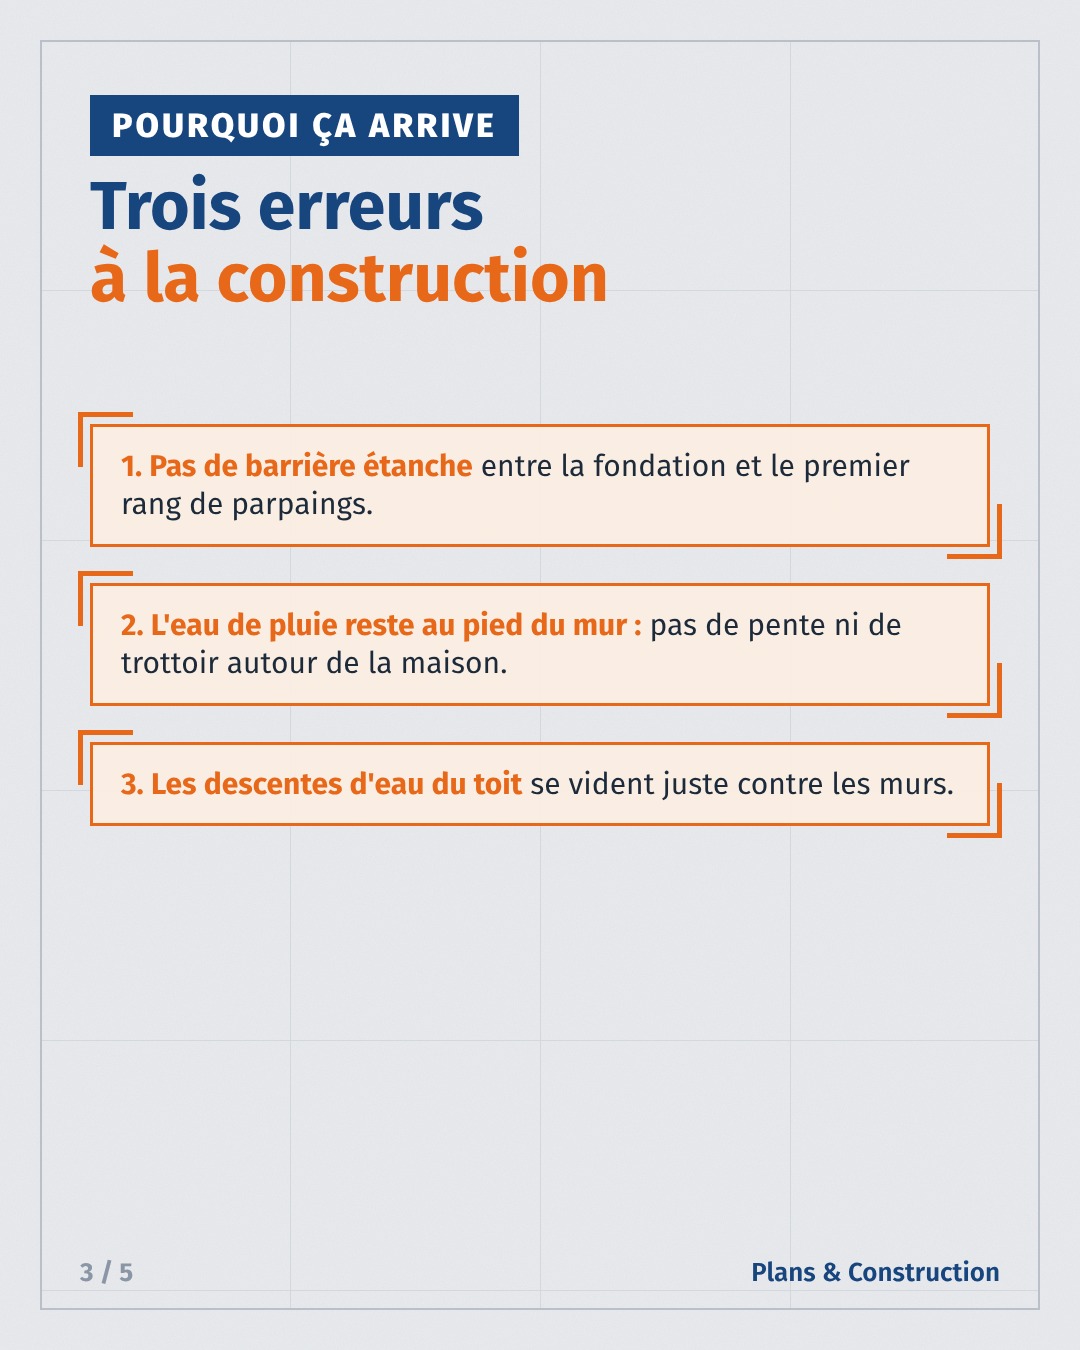 POURQUOI ÇA ARRIVE
Trois erreurs
à la construction
1. Pas de barrière étanche entre la fondation et le premier
rang de parpaings.
2. L'eau de pluie reste au pied du mur : pas de pente ni de
trottoir autour de la maison.
3. Les descentes d'eau du toit se vident juste contre les murs.
3 / 5
Plans & Construction